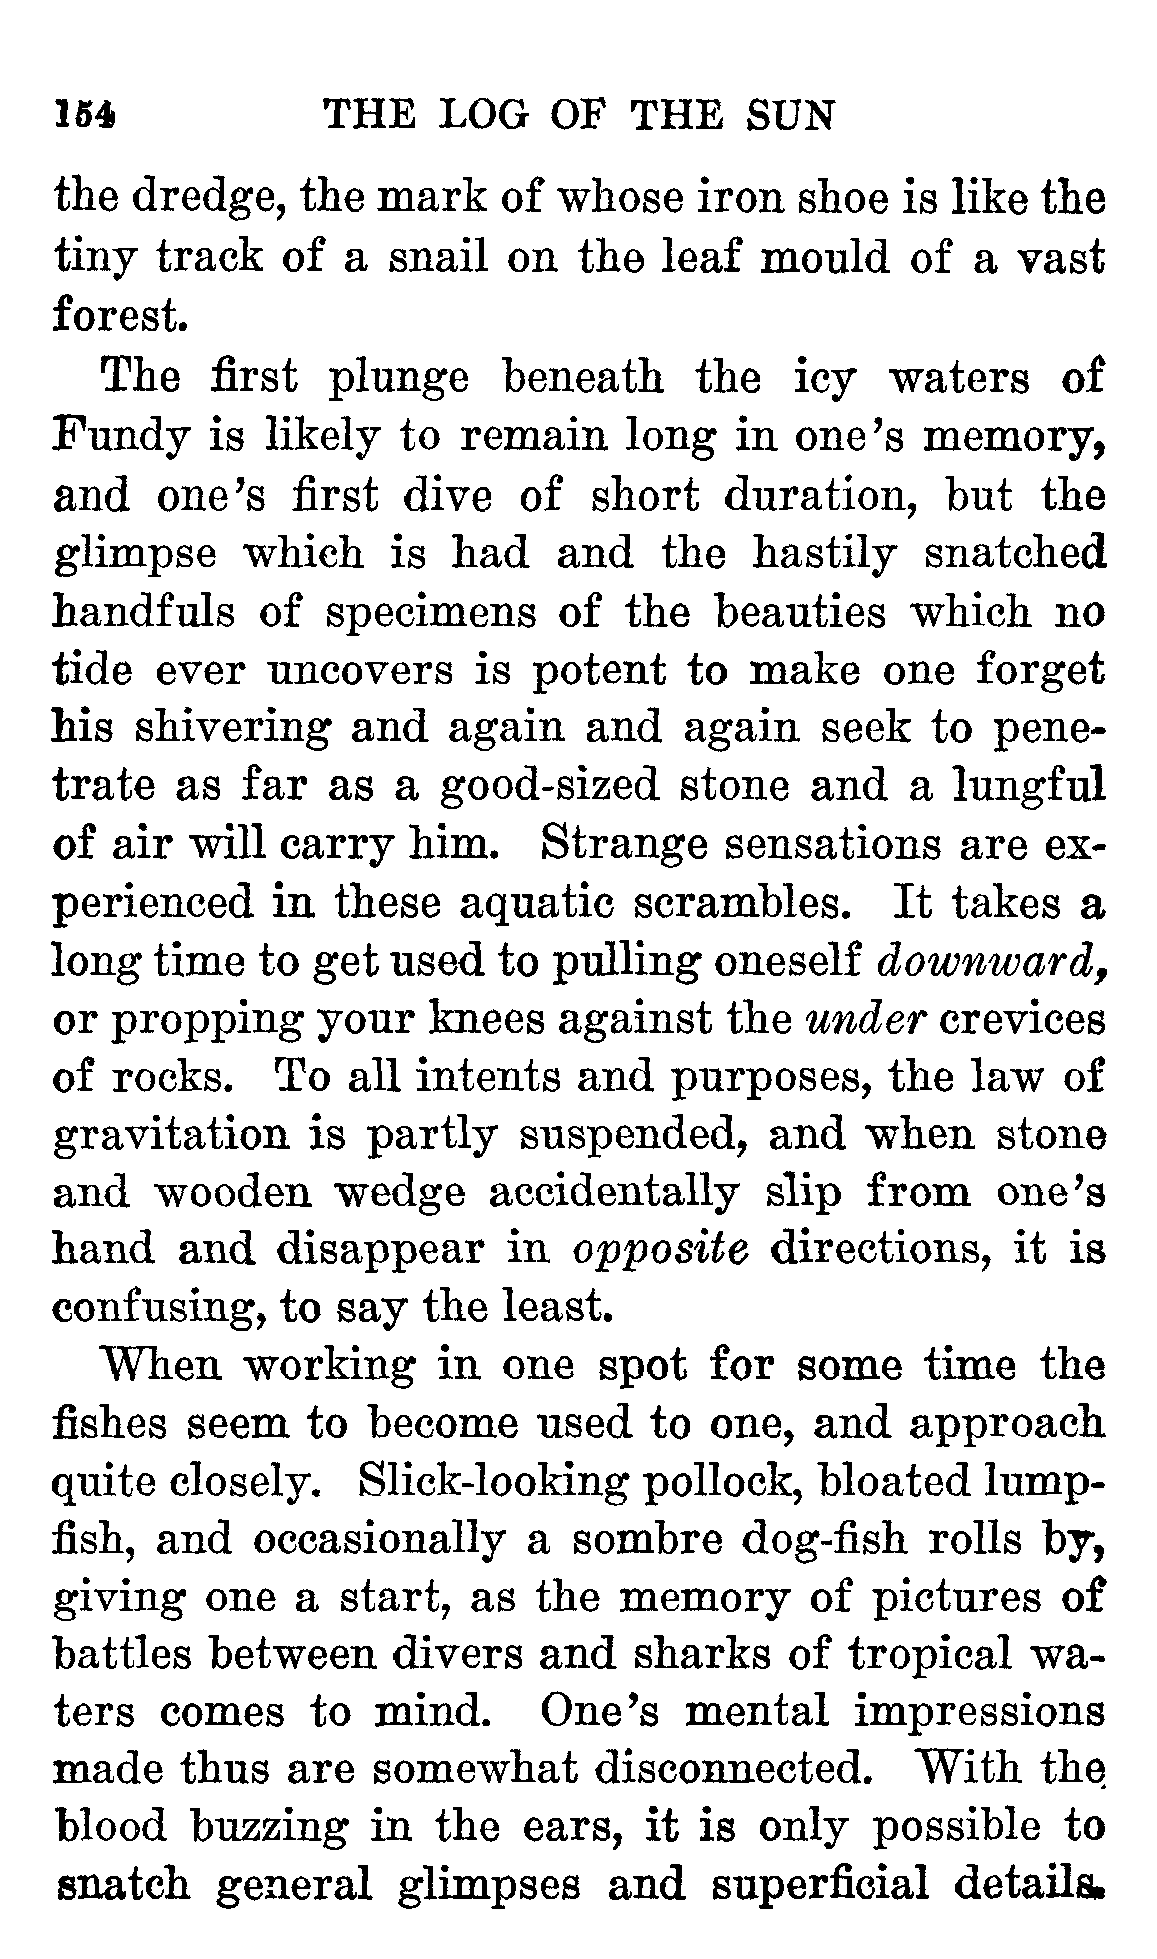 154 THE LOG OF THE SUN
the dredge, the mark of whose iron shoe is like the
tiny track of a snail on the leaf mould of a vast
forest.
The first plunge beneath the icy waters of
Fundy is likely to remain long in one's memory,
and one's first dive of short duration, but the
glimpse which is had and the hastily snatched
handfuls of specimens of the beauties which no
tide ever uncovers is potent to make one forget
his shivering and again and again seek to pene-
trate as far as a good-sized stone and a lungful
of air will carry him. Strange sensations are ex-
perienced in these aquatic scrambles. It takes a
long time to get used to pulling oneself downward,
or propping your knees against the under crevices
of rocks. To all intents and purposes, the law of
gravitation is partly suspended, and when stone
and wooden wedge accidentally slip from one's
hand and disappear in opposite directions, it is
confusing, to say the least.
When working in one spot for some time the
fishes seem to become used to one, and approach
quite closely. Slick-looking pollock, bloated lump-
fish, and occasionally a sombre dog-fish rolls by,
giving one a start, as the memory of pictures of
battles between divers and sharks of tropical wa-
ters comes to mind. One's mental impressions
made thus are somewhat disconnected. With the
blood buzzing in the ears, it is only possible to
snatch general glimpses and superficial details.